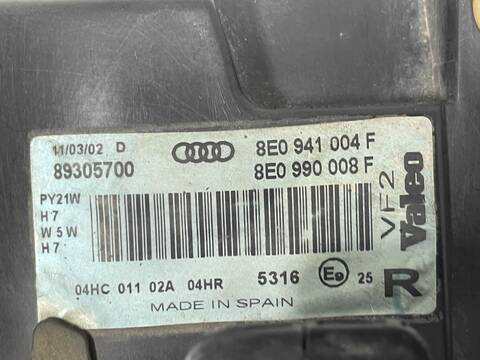 11/03/02 D
89305700
8E0 941 004 F
8E0 990 008 F
PY21W
H7
W5W
H7
VF2
Valeo
04HC 011 02A 04HR
5316
E9
25
R
MADE IN SPAIN